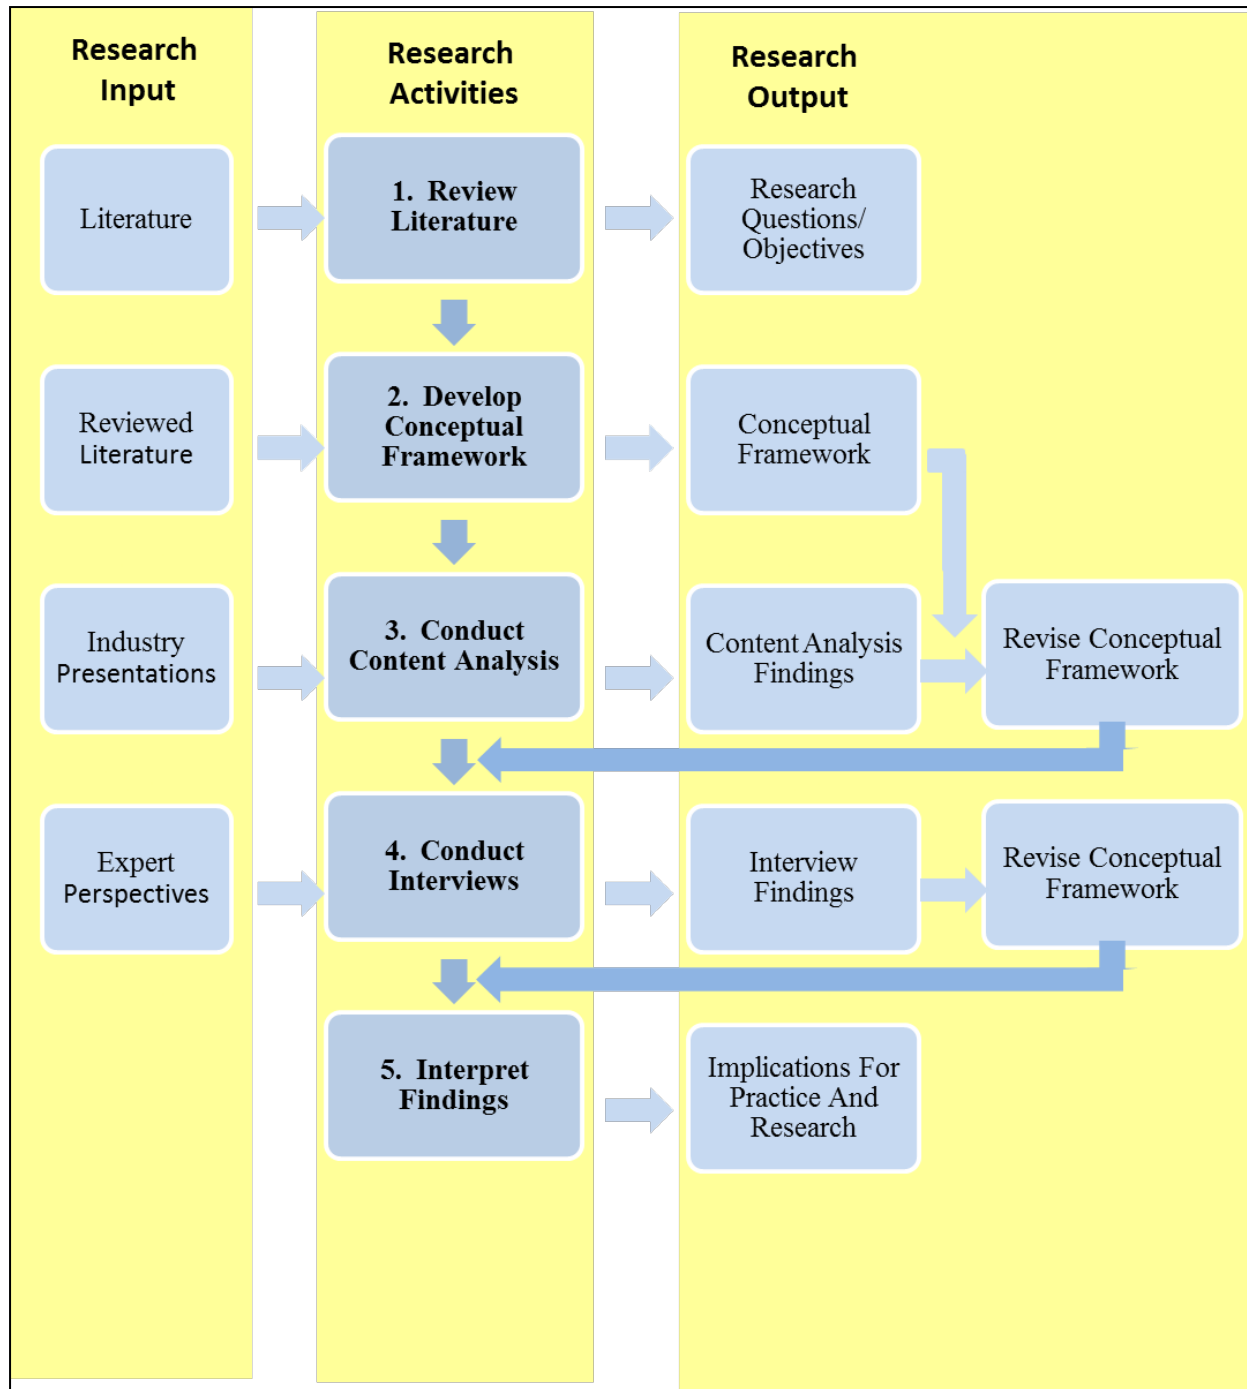 Research
Input
Research
Activities
Research
Output
Literature
1. Review
Literature
Research
Questions/
Objectives
Reviewed
Literature
2. Develop
Conceptual
Framework
Conceptual
Framework
Industry
Presentations
3. Conduct
Content Analysis
Content Analysis
Findings
Revise Conceptual
Framework
Expert
Perspectives
4. Conduct
Interviews
Interview
Findings
Revise Conceptual
Framework
5. Interpret
Findings
Implications For
Practice And
Research